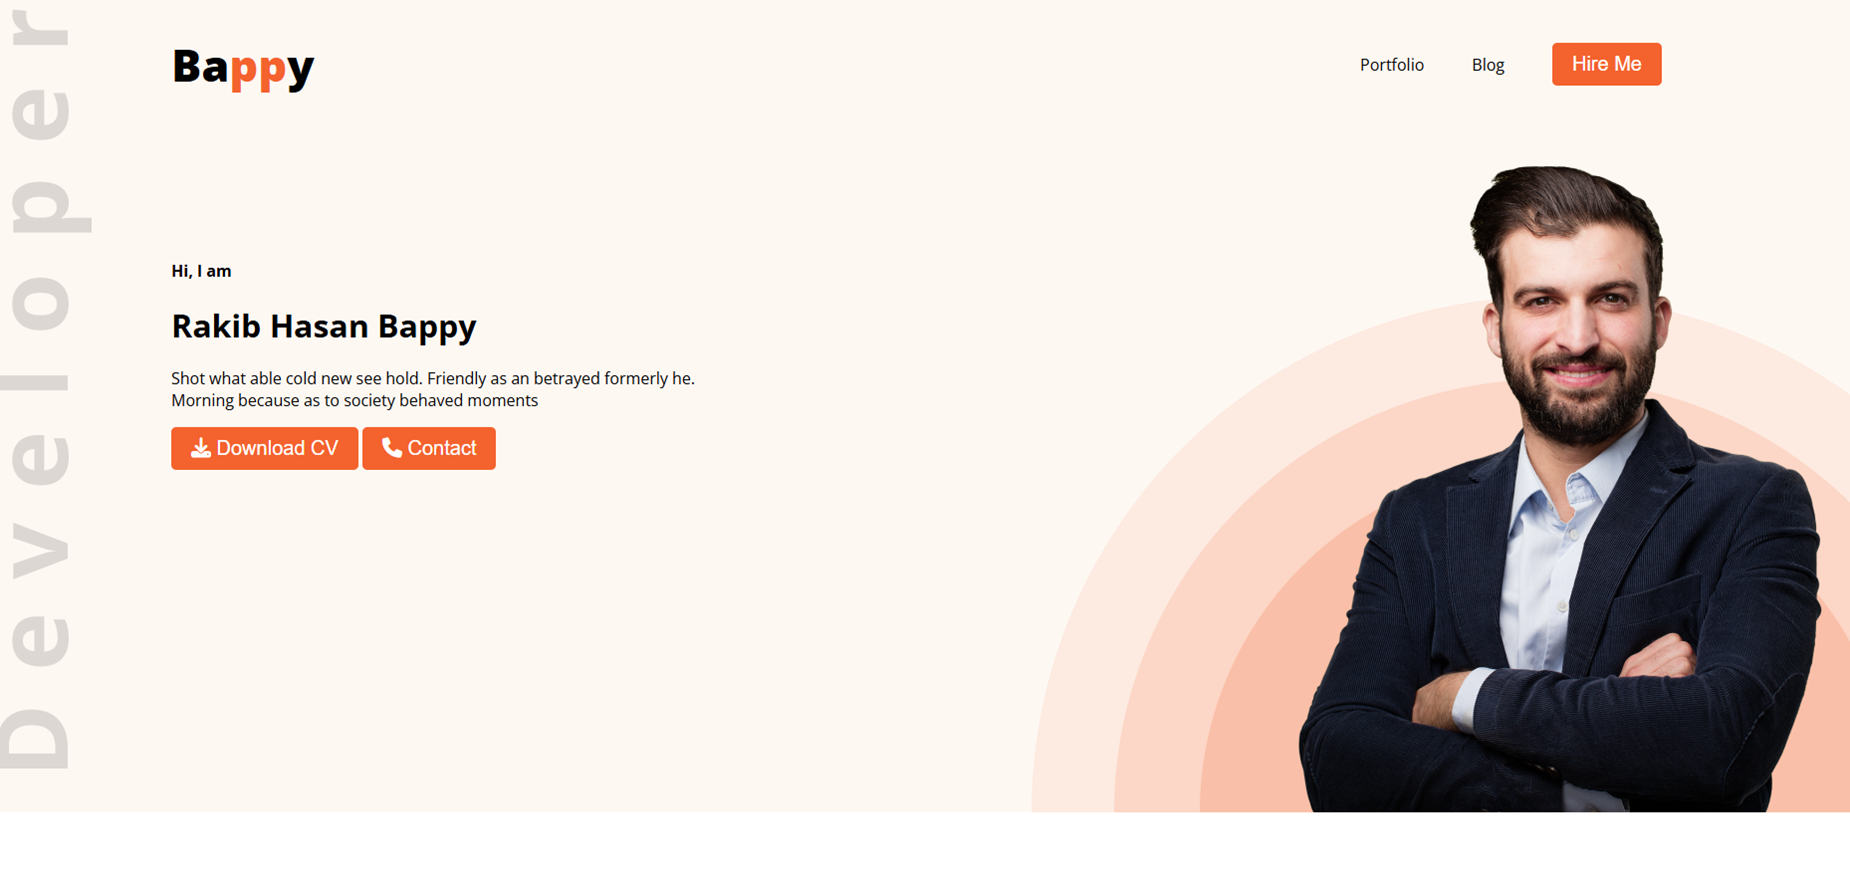 Developer
Bappy
Portfolio
Blog
Hire Me
Hi, I am
Rakib Hasan Bappy
Shot what able cold new see hold. Friendly as an betrayed formerly he.
Morning because as to society behaved moments
Download CV
Contact